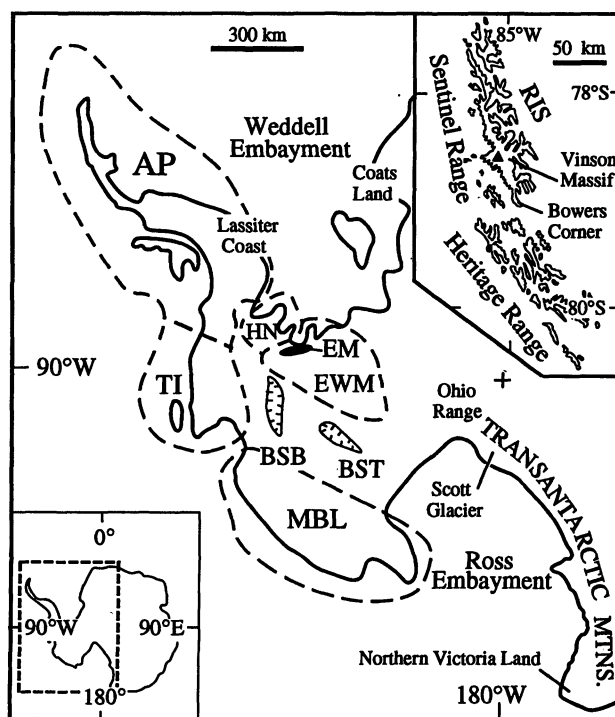 300 km
85°W
50 km
78°S
RIS
Sentinel Range
Vinson
Massif
Bowers
Corner
Heritage Range
80°S
Weddell
Embayment
AP
Coats
Land
Lassiter
Coast
HN
EM
EWM
90°W
TI
BSB
BST
MBL
Ohio
Range
TRANSANTARCTIC MTNS.
Scott
Glacier
Ross
Embayment
Northern Victoria Land
180°W
0°
90°W
90°E
180°